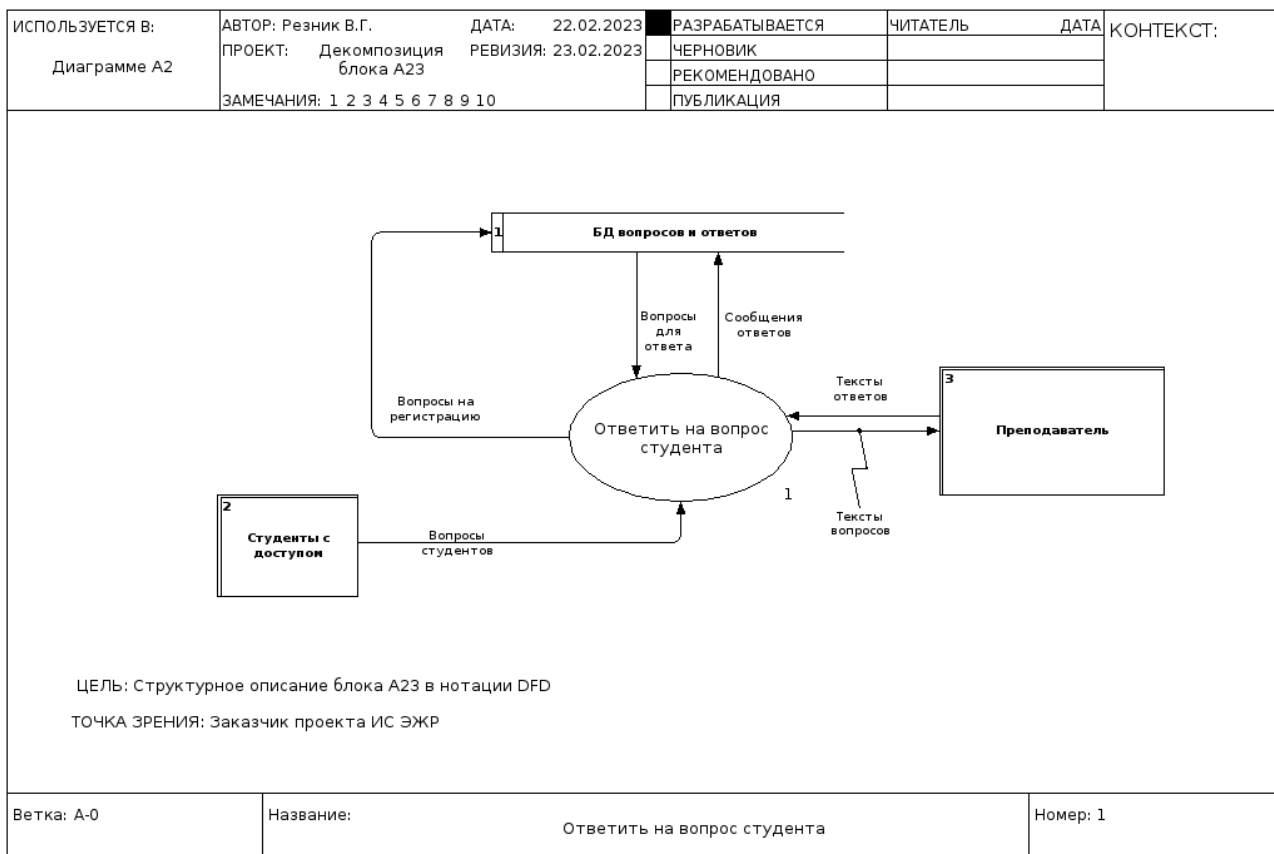 ИСПОЛЬЗУЕТСЯ В:
Диаграмме A2
АВТОР: Резник В.Г.
ДАТА: 22.02.2023
ПРОЕКТ: Декомпозиция
блока A23
РЕВИЗИЯ: 23.02.2023
ЗАМЕЧАНИЯ: 1 2 3 4 5 6 7 8 9 10
РАЗРАБАТЫВАЕТСЯ
ЧЕРНОВИК
РЕКОМЕНДОВАНО
ПУБЛИКАЦИЯ
ЧИТАТЕЛЬ
ДАТА
КОНТЕКСТ:
1
БД вопросов и ответов
Вопросы
для
ответа
Сообщения
ответов
Вопросы на
регистрацию
Тексты
ответов
3
Преподаватель
Ответить на вопрос
студента
1
Тексты
вопросов
2
Студенты с
доступом
Вопросы
студентов
ЦЕЛЬ: Структурное описание блока A23 в нотации DFD
ТОЧКА ЗРЕНИЯ: Заказчик проекта ИС ЭЖР
Ветка: A-0
Название:
Ответить на вопрос студента
Номер: 1